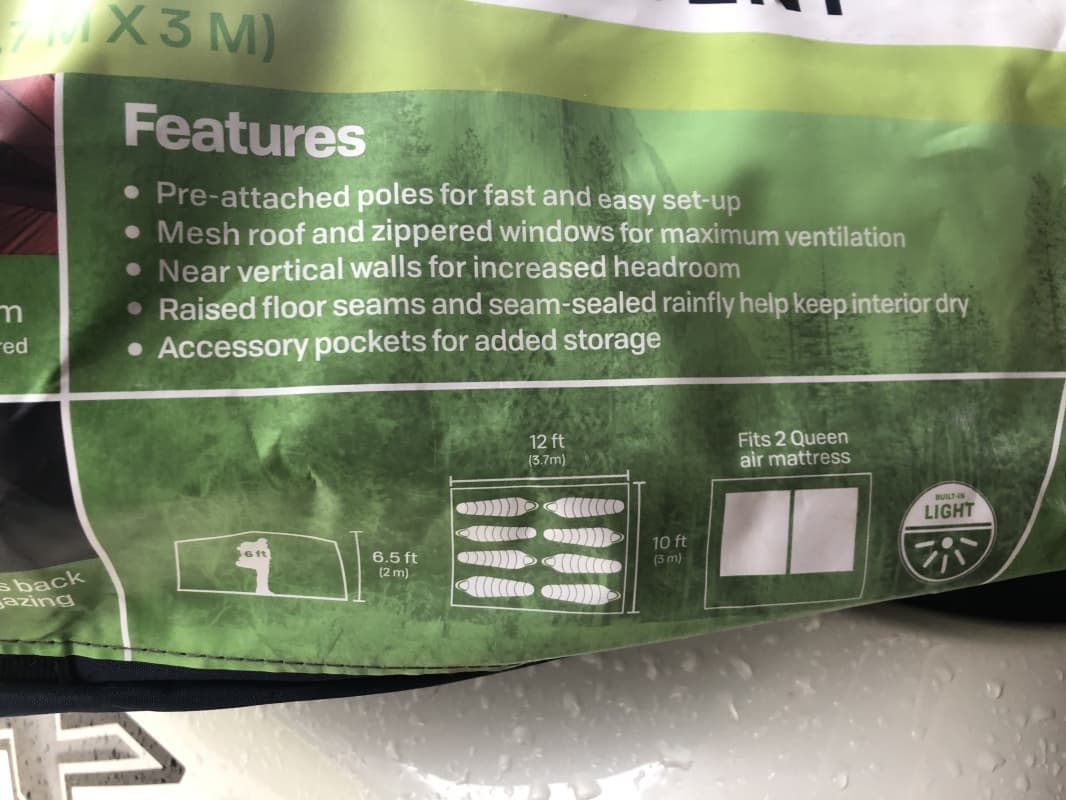 M X 3 M)
Features
• Pre-attached poles for fast and easy set-up
• Mesh roof and zippered windows for maximum ventilation
• Near vertical walls for increased headroom
• Raised floor seams and seam-sealed rainfly help keep interior dry
• Accessory pockets for added storage
6 ft
6.5 ft
(2 m)
12 ft
(3.7m)
10 ft
(3 m)
Fits 2 Queen
air mattress
BUILT-IN
LIGHT
back